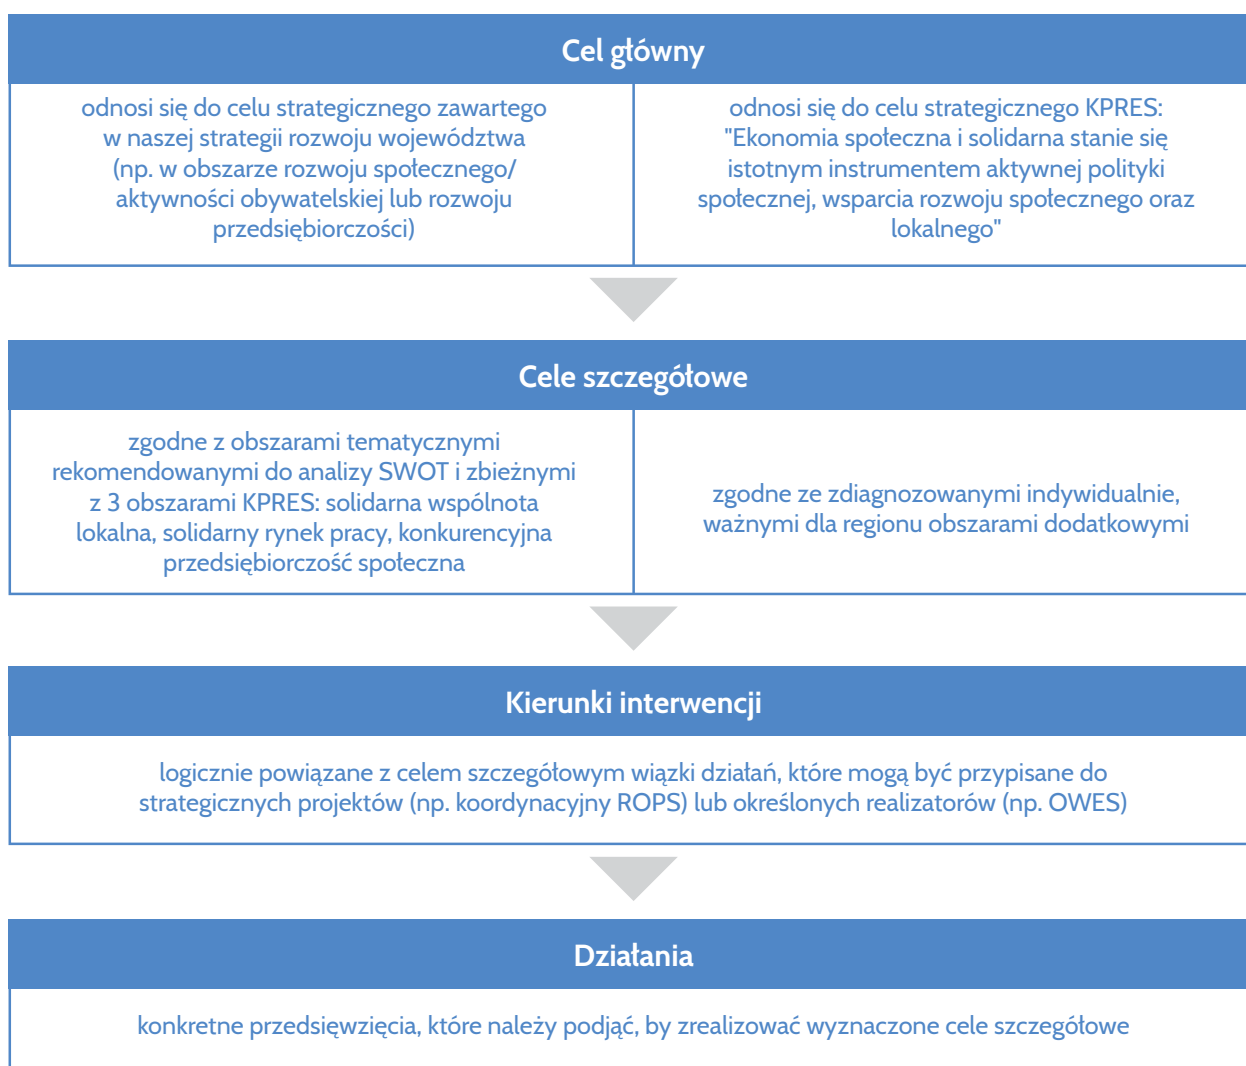 Cel główny
odnosi się do celu strategicznego zawartego
w naszej strategii rozwoju województwa
(np. w obszarze rozwoju społecznego/
aktywności obywatelskiej lub rozwoju
przedsiębiorczości)
odnosi się do celu strategicznego KPRES:
"Ekonomia społeczna i solidarna stanie się
istotnym instrumentem aktywnej polityki
społecznej, wsparcia rozwoju społecznego oraz
lokalnego"
Cele szczegółowe
zgodne z obszarami tematycznymi
rekomendowanymi do analizy SWOT i zbieżnymi
z 3 obszarami KPRES: solidarna wspólnota
lokalna, solidarny rynek pracy, konkurencyjna
przedsiębiorczość społeczna
zgodne ze zdiagnozowanymi indywidualnie,
ważnymi dla regionu obszarami dodatkowymi
Kierunki interwencji
logicznie powiązane z celem szczegółowym wiązki działań, które mogą być przypisane do
strategicznych projektów (np. koordynacyjny ROPS) lub określonych realizatorów (np. OWES)
Działania
konkretne przedsięwzięcia, które należy podjąć, by zrealizować wyznaczone cele szczegółowe